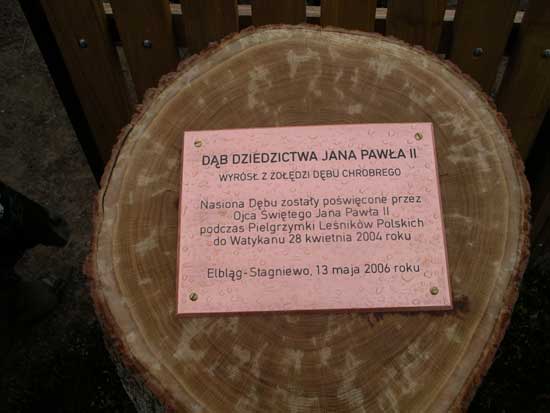 DĄB DZIEDZICTWA JANA PAWŁA II
WYRÓSŁ Z ŻOŁĘDZI DĘBU CHROBREGO
Nasiona Dębu zostały poświęcone przez
Ojca Świętego Jana Pawła II
podczas Pielgrzymki Leśników Polskich
do Watykanu 28 kwietnia 2004 roku
Elbląg-Stagniewo, 13 maja 2006 roku